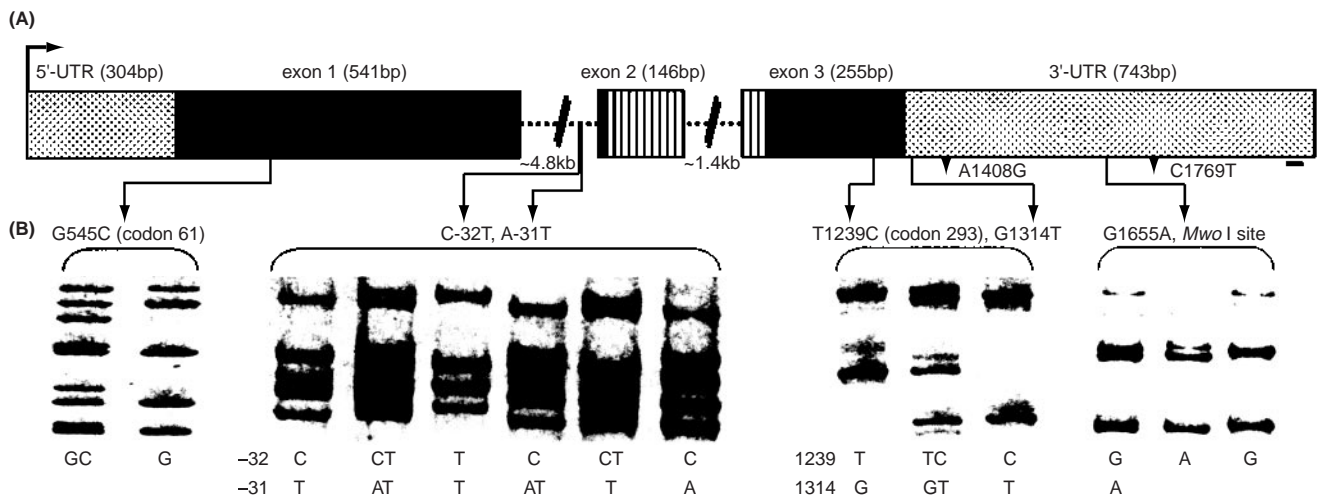 (A)
5'-UTR (304bp) exon 1 (541bp) exon 2 (146bp) exon 3 (255bp) 3'-UTR (743bp)
~4.8kb ~1.4kb A1408G C1769T
(B)
G545C (codon 61) C-32T, A-31T T1239C (codon 293), G1314T G1655A, Mwo I site
GC G –32 C CT T C CT C 1239 T TC C G A G
–31 T AT T AT T A 1314 G GT T A